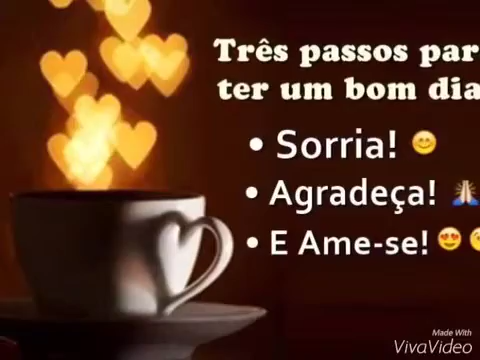 Três passos par
ter um bom dia
• Sorria! 😊
• Agradeça! 🙏
• E Ame-se! 😍
Made With
VivaVideo